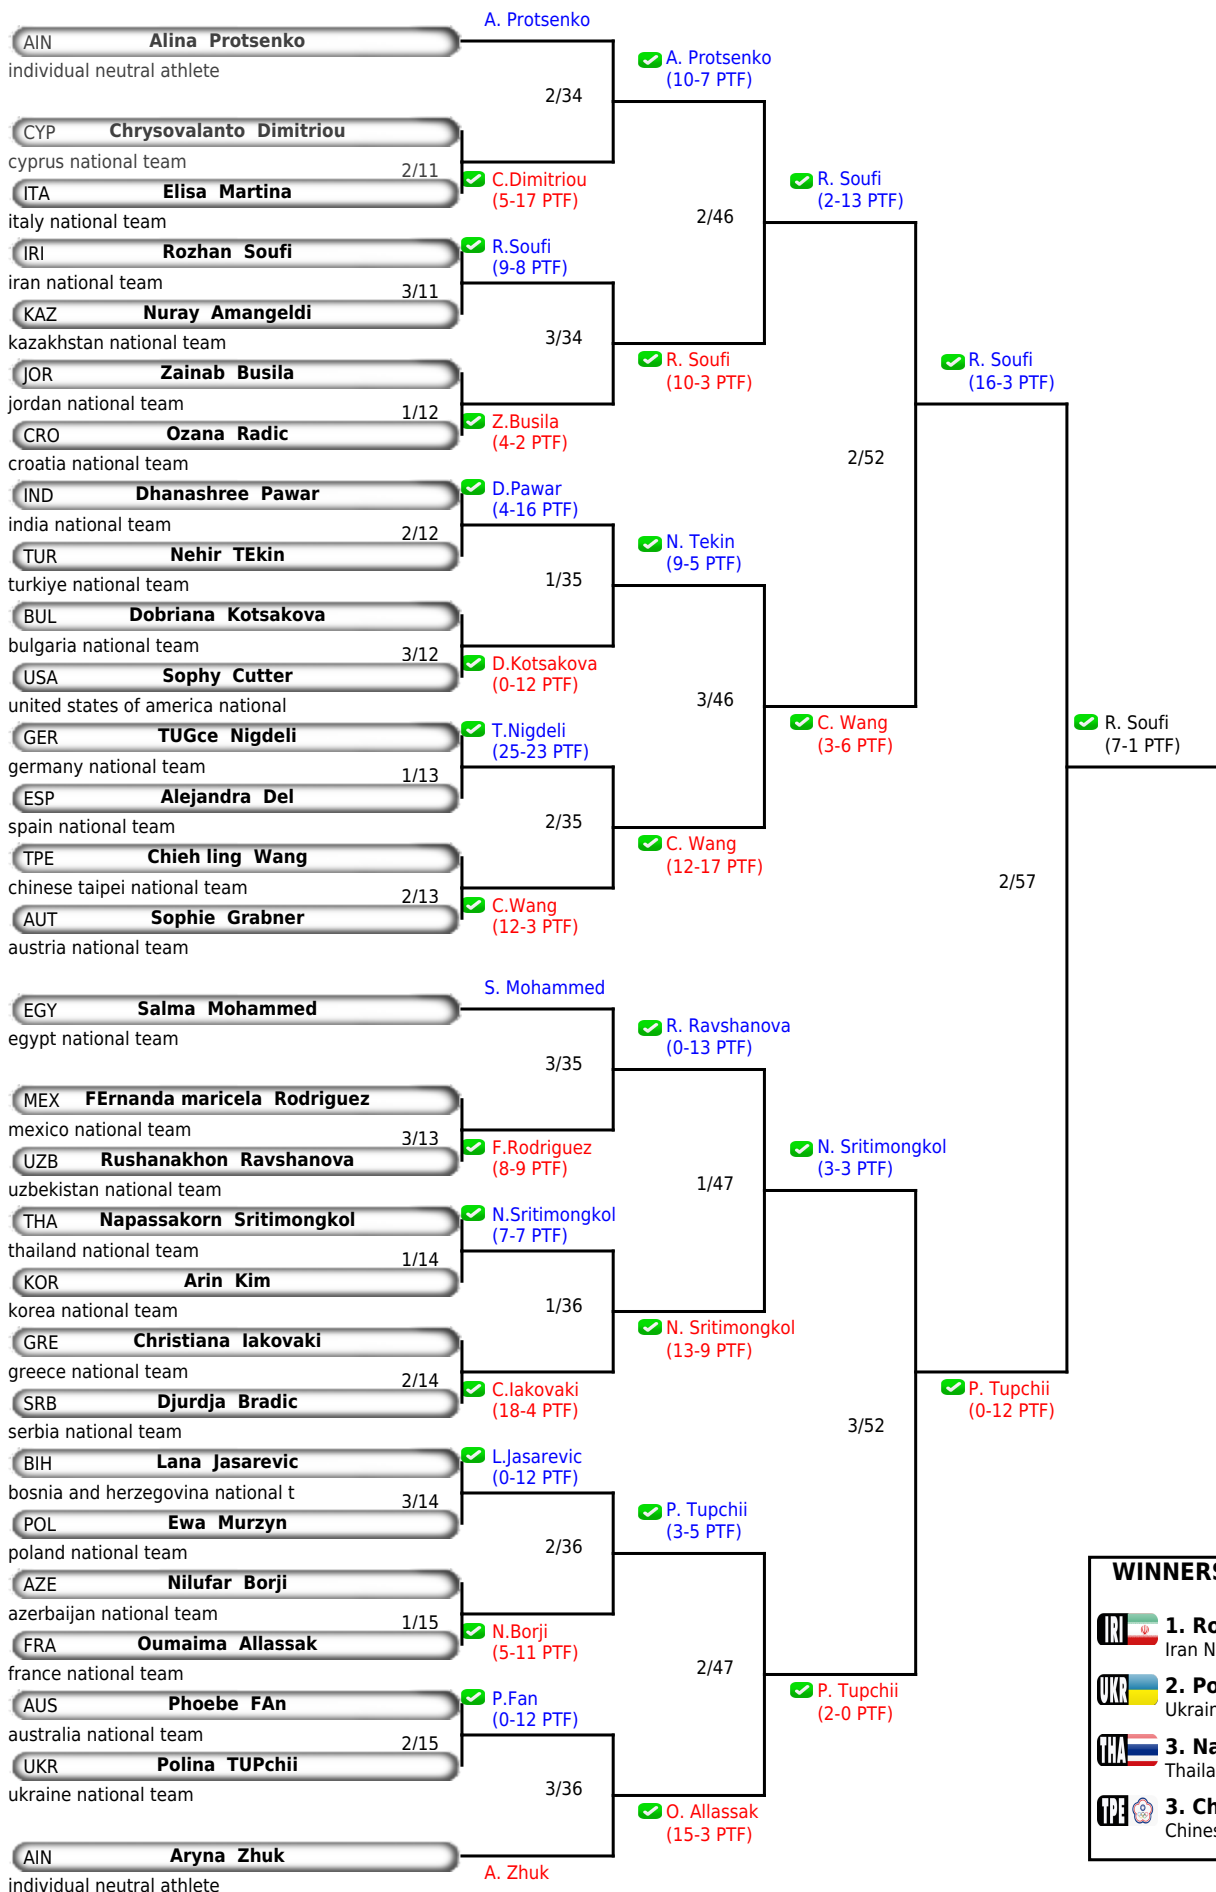 A. Protsenko
AIN Alina Protsenko
individual neutral athlete
A. Protsenko
(10-7 PTF)
2/34
CYP Chrysovalanto Dimitriou
cyprus national team
2/11
C.Dimitriou
(5-17 PTF)
ITA Elisa Martina
italy national team
R. Soufi
(2-13 PTF)
2/46
IRI Rozhan Soufi
iran national team
R.Soufi
(9-8 PTF)
3/11
KAZ Nuray Amangeldi
kazakhstan national team
3/34
R. Soufi
(10-3 PTF)
R. Soufi
(16-3 PTF)
JOR Zainab Busila
jordan national team
1/12
Z.Busila
(4-2 PTF)
CRO Ozana Radic
croatia national team
2/52
IND Dhanashree Pawar
india national team
D.Pawar
(4-16 PTF)
2/12
TUR Nehir TEkin
turkiye national team
N. Tekin
(9-5 PTF)
1/35
BUL Dobriana Kotsakova
bulgaria national team
3/12
D.Kotsakova
(0-12 PTF)
USA Sophy Cutter
united states of america national
3/46
C. Wang
(3-6 PTF)
R. Soufi
(7-1 PTF)
GER TUGce Nigdeli
germany national team
T.Nigdeli
(25-23 PTF)
1/13
ESP Alejandra Del
spain national team
2/35
C. Wang
(12-17 PTF)
TPE Chieh ling Wang
chinese taipei national team
2/13
C.Wang
(12-3 PTF)
AUT Sophie Grabner
austria national team
2/57
S. Mohammed
EGY Salma Mohammed
egypt national team
R. Ravshanova
(0-13 PTF)
3/35
MEX FErnanda maricela Rodriguez
mexico national team
3/13
F.Rodriguez
(8-9 PTF)
UZB Rushanakhon Ravshanova
uzbekistan national team
N. Sritimongkol
(3-3 PTF)
1/47
THA Napassakorn Sritimongkol
thailand national team
N.Sritimongkol
(7-7 PTF)
1/14
KOR Arin Kim
korea national team
1/36
N. Sritimongkol
(13-9 PTF)
GRE Christiana Iakovaki
greece national team
2/14
C.Iakovaki
(18-4 PTF)
SRB Djurdja Bradic
serbia national team
P. Tupchii
(0-12 PTF)
3/52
BIH Lana Jasarevic
bosnia and herzegovina national t
L.Jasarevic
(0-12 PTF)
3/14
POL Ewa Murzyn
poland national team
P. Tupchii
(3-5 PTF)
2/36
AZE Nilufar Borji
azerbaijan national team
1/15
N.Borji
(5-11 PTF)
FRA Oumaima Allassak
france national team
2/47
P. Tupchii
(2-0 PTF)
AUS Phoebe FAn
australia national team
P.Fan
(0-12 PTF)
2/15
UKR Polina TUPchii
ukraine national team
3/36
O. Allassak
(15-3 PTF)
AIN Aryna Zhuk
individual neutral athlete
A. Zhuk
WINNERS
IRI 1. Ro
Iran N
UKR 2. Po
Ukrain
THA 3. Na
Thaila
TPE 3. Ch
Chines